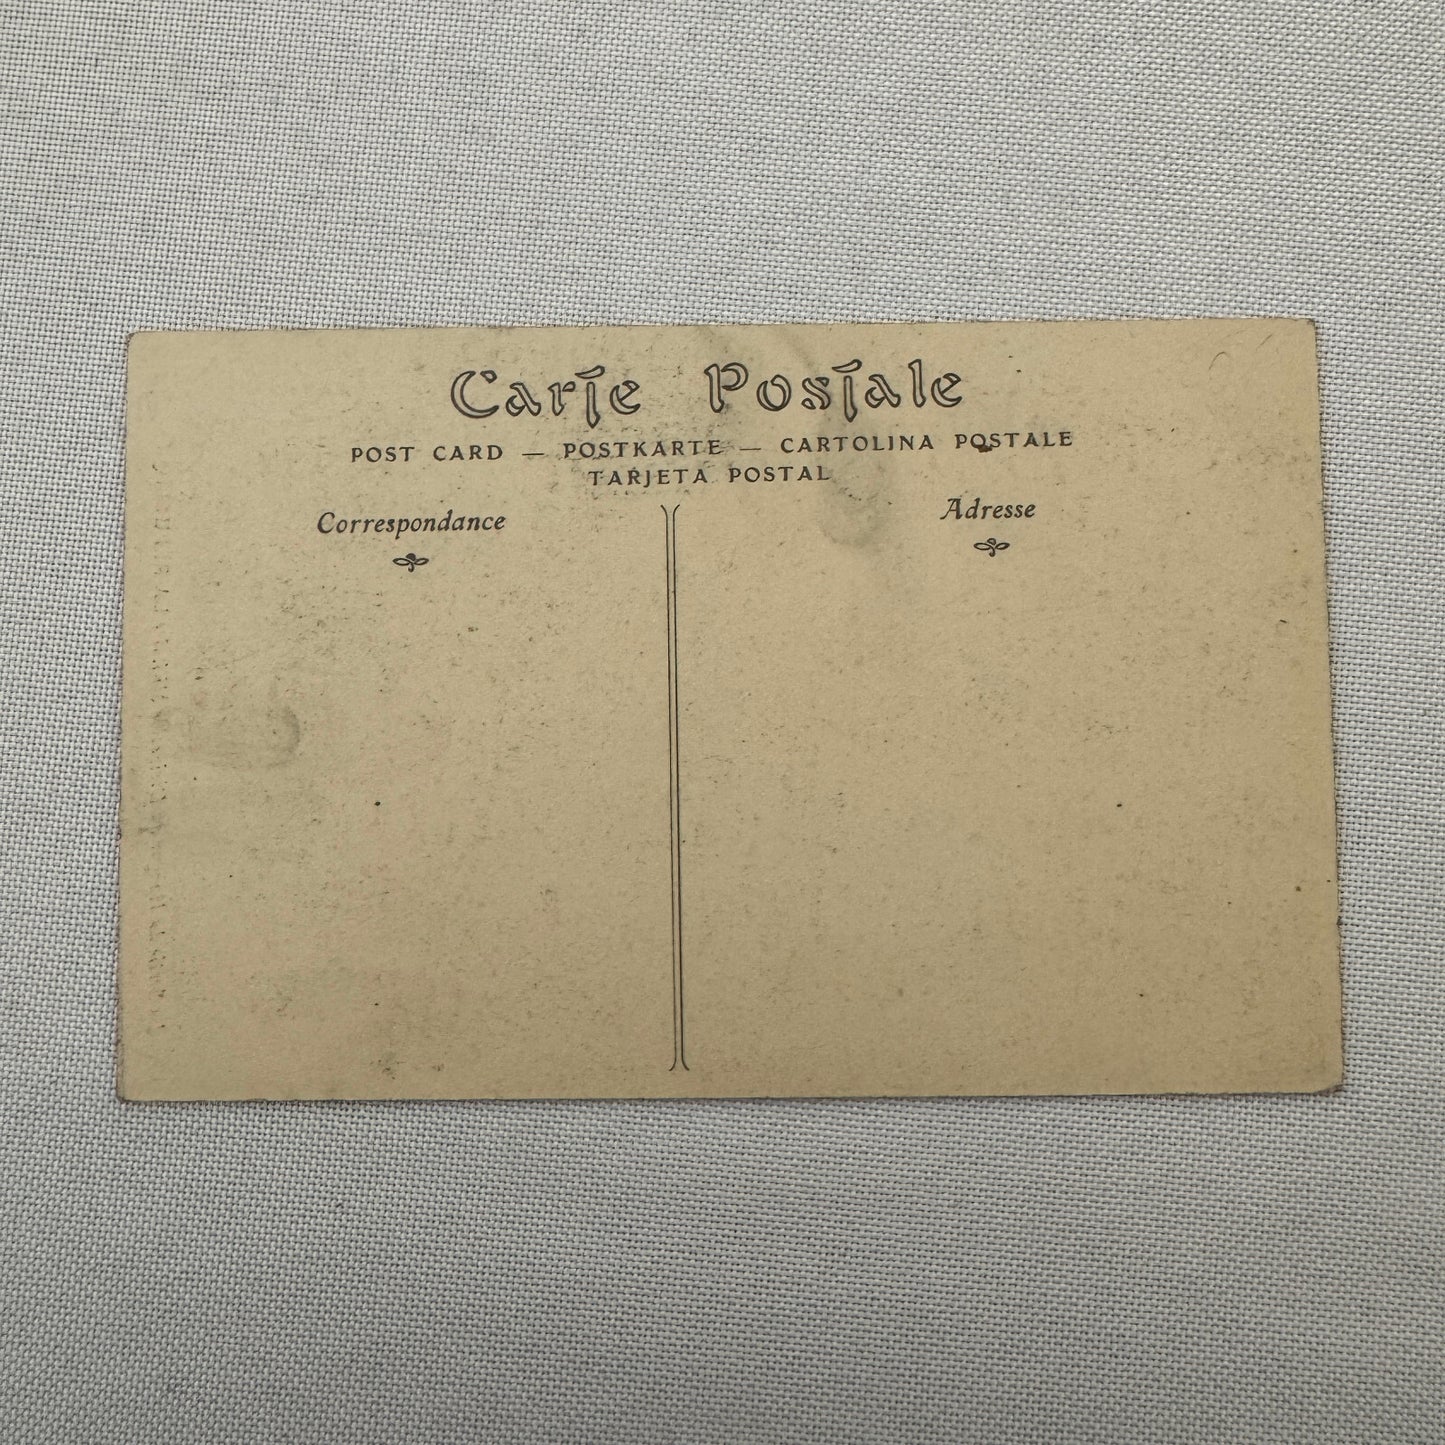 Carte Postale
POST CARD — POSTKARTE — CARTOLINA POSTALE
TARJETA POSTAL
Correspondance
Adresse